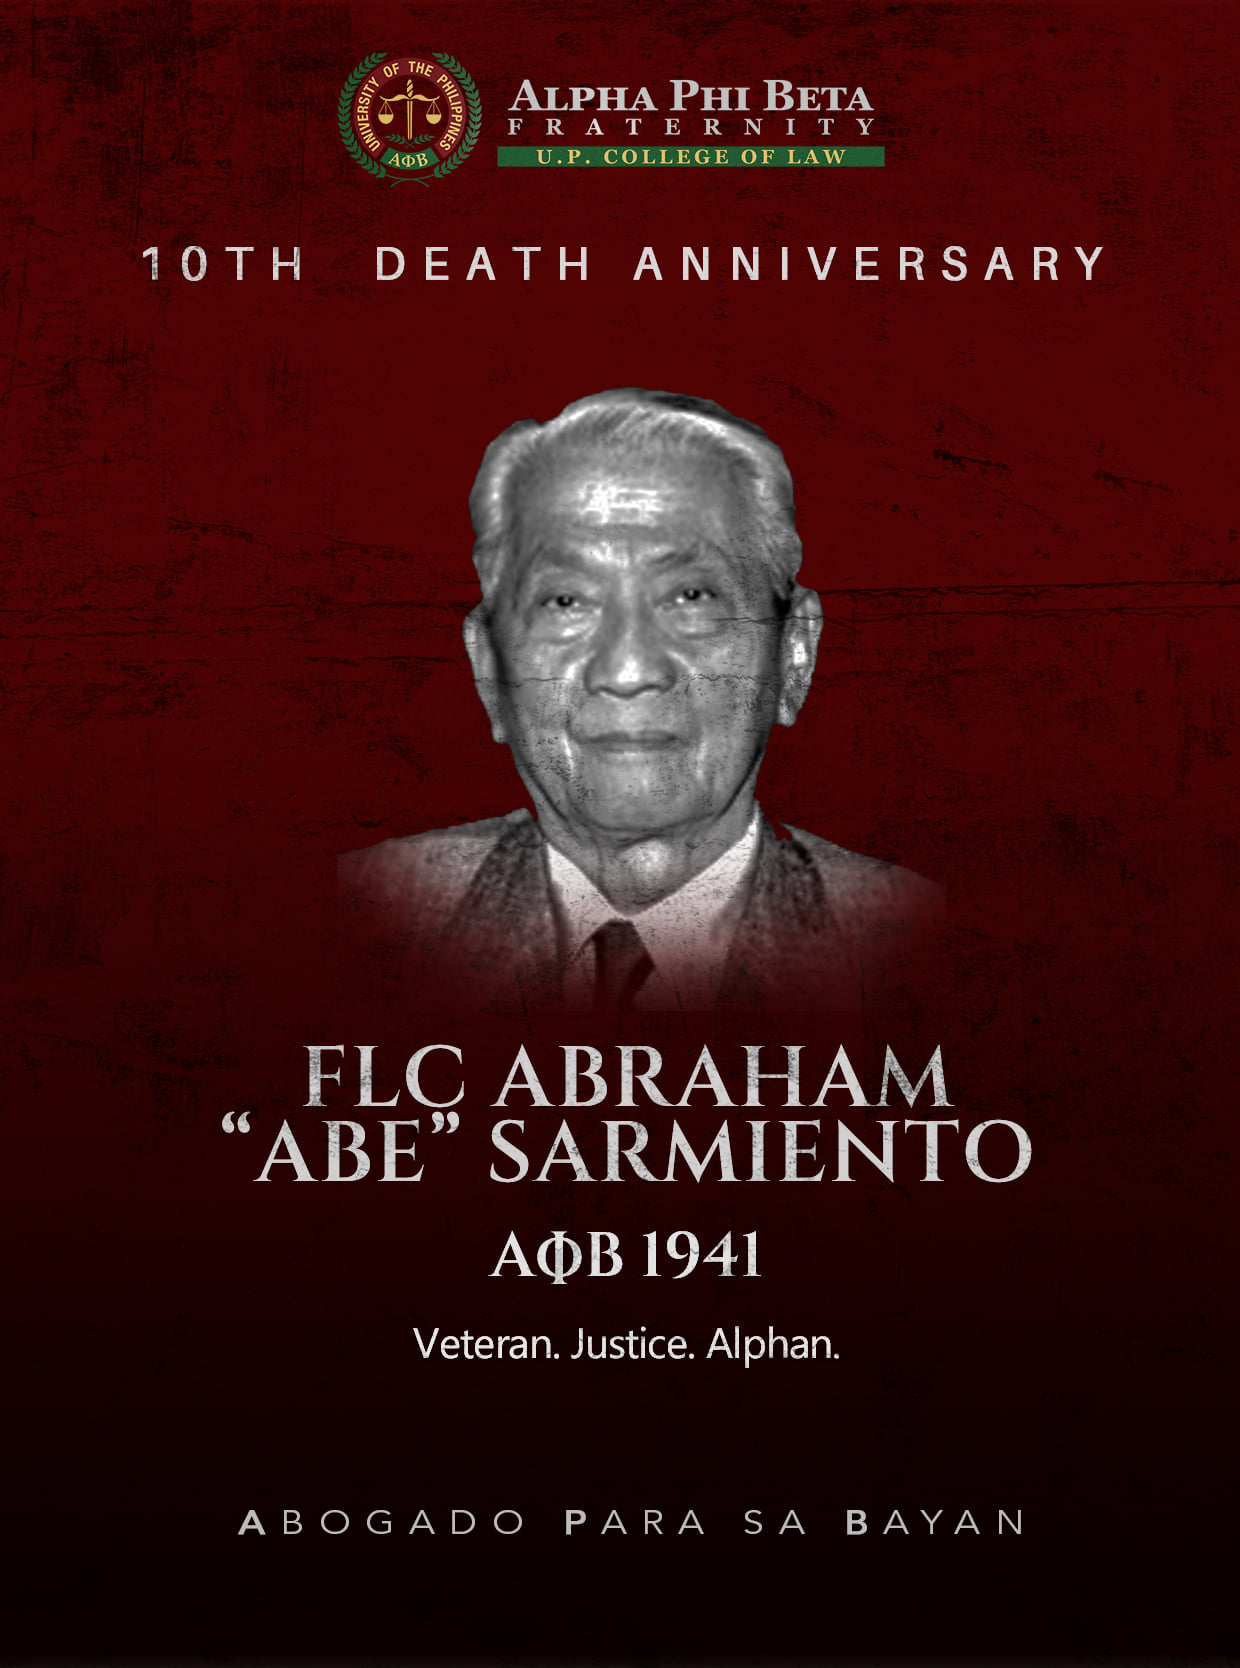 UNIVERSITY OF THE PHILIPPINES
ΑΦΒ
ALPHA PHI BETA
FRATERNITY
U.P. COLLEGE OF LAW
10TH DEATH ANNIVERSARY
FLC ABRAHAM
“ABE” SARMIENTO
ΑΦΒ 1941
Veteran. Justice. Alphan.
ABOGADO PARA SA BAYAN